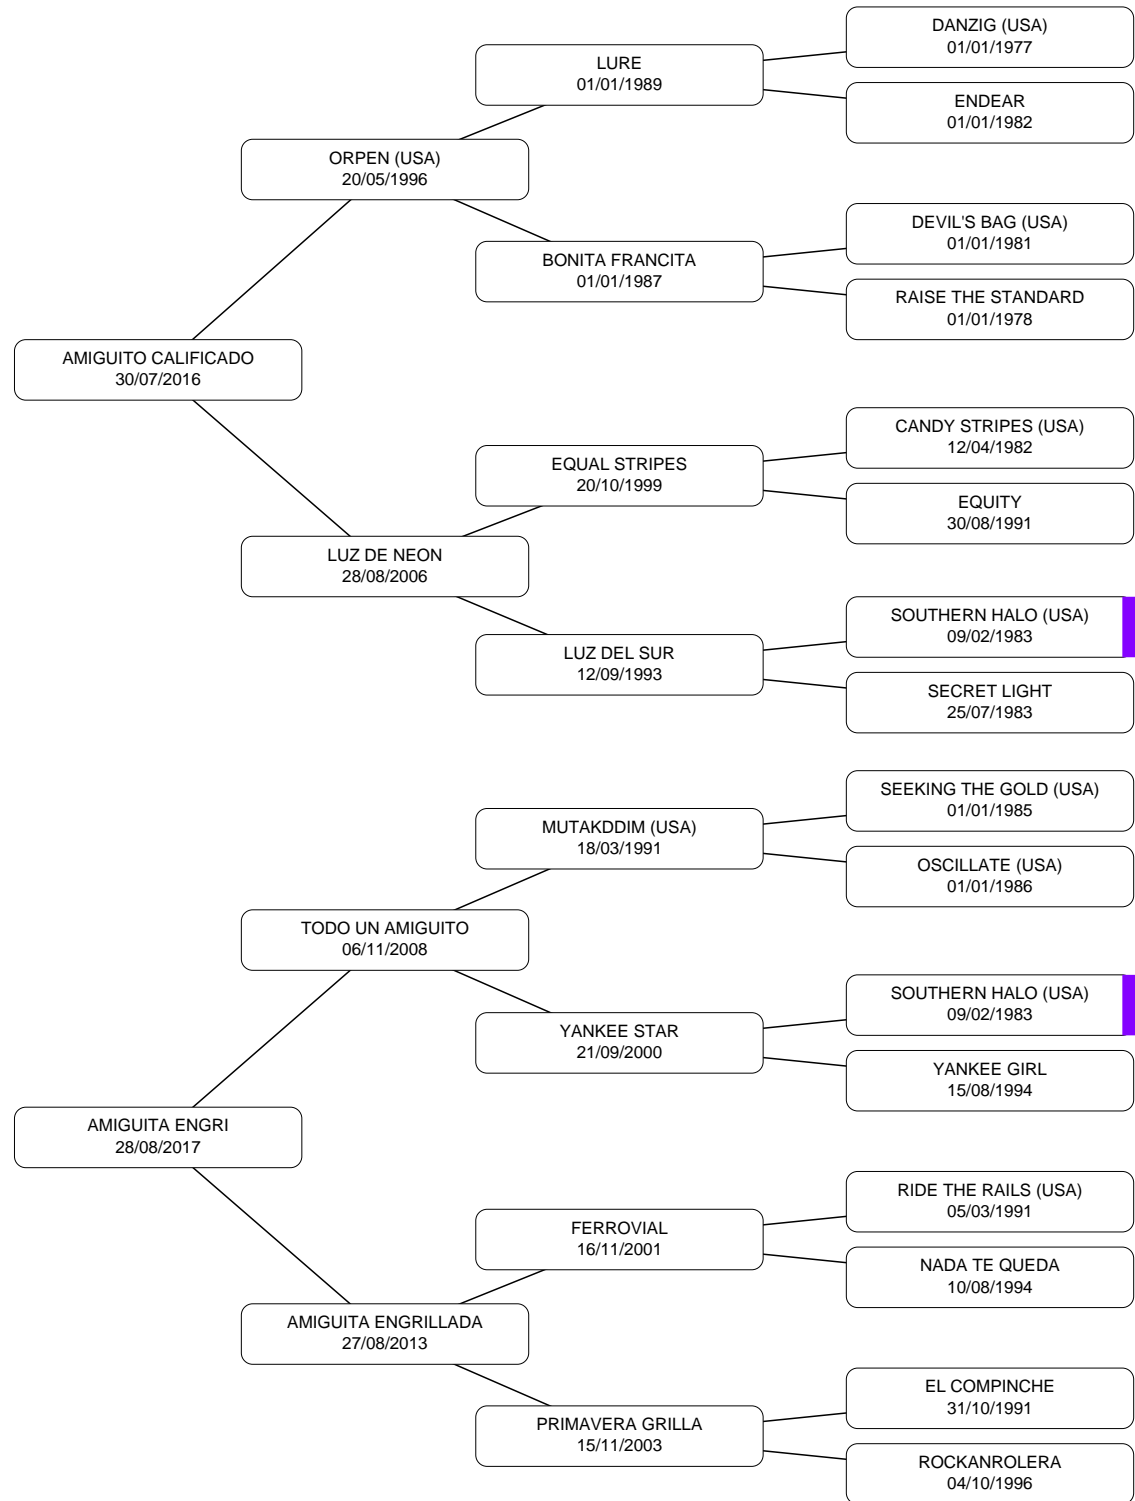 DANZIG (USA)
01/01/1977
LURE
01/01/1989
ENDEAR
01/01/1982
ORPEN (USA)
20/05/1996
DEVIL'S BAG (USA)
01/01/1981
BONITA FRANCITA
01/01/1987
RAISE THE STANDARD
01/01/1978
AMIGUITO CALIFICADO
30/07/2016
CANDY STRIPES (USA)
12/04/1982
EQUAL STRIPES
20/10/1999
EQUITY
30/08/1991
LUZ DE NEON
28/08/2006
SOUTHERN HALO (USA)
09/02/1983
LUZ DEL SUR
12/09/1993
SECRET LIGHT
25/07/1983
SEEKING THE GOLD (USA)
01/01/1985
MUTAKDDIM (USA)
18/03/1991
OSCILLATE (USA)
01/01/1986
TODO UN AMIGUITO
06/11/2008
SOUTHERN HALO (USA)
09/02/1983
YANKEE STAR
21/09/2000
YANKEE GIRL
15/08/1994
AMIGUITA ENGRI
28/08/2017
RIDE THE RAILS (USA)
05/03/1991
FERROVIAL
16/11/2001
NADA TE QUEDA
10/08/1994
AMIGUITA ENGRILLADA
27/08/2013
EL COMPINCHE
31/10/1991
PRIMAVERA GRILLA
15/11/2003
ROCKANROLERA
04/10/1996